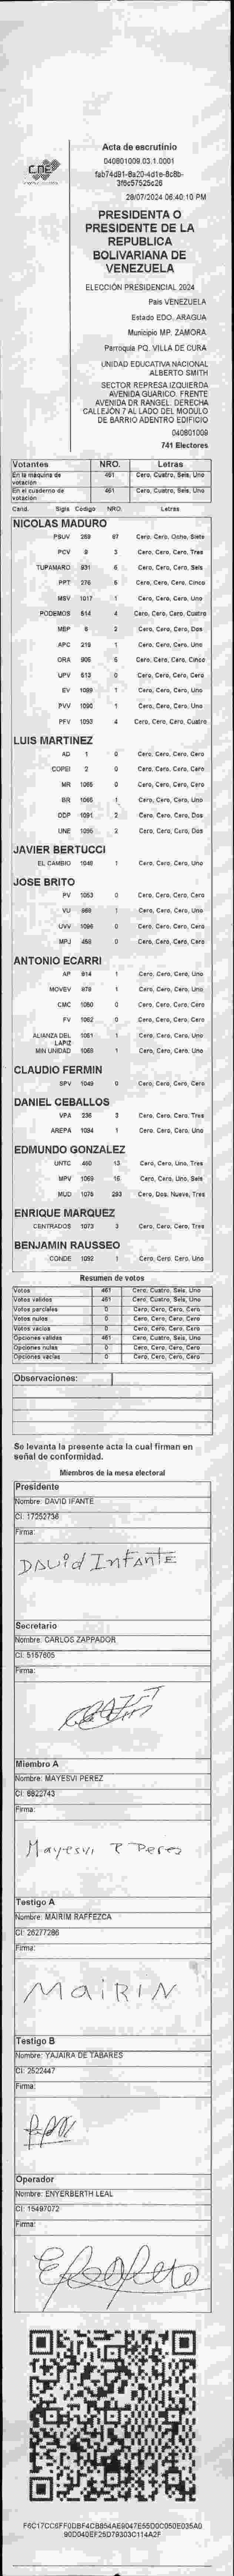 CNE
Acta de escrutinio
040801009.03.1.0001
fab74d91-8a20-4d1e-8c8b-
3f8c57525c26
28/07/2024 06:40:10 PM
PRESIDENTA O
PRESIDENTE DE LA
REPUBLICA
BOLIVARIANA DE
VENEZUELA
ELECCIÓN PRESIDENCIAL 2024
Pais VENEZUELA
Estado EDO. ARAGUA
Municipio MP. ZAMORA
Parroquia PQ. VILLA DE CURA
UNIDAD EDUCATIVA NACIONAL
ALBERTO SMITH
SECTOR REPRESA IZQUIERDA
AVENIDA GUARICO. FRENTE
AVENIDA DR RANGEL. DERECHA
CALLEJÓN 7 AL LADO DEL MODULO
DE BARRIO ADENTRO EDIFICIO
040801009
741 Electores
Votantes NRO. Letras
En la máquina de votación 461 Cero, Cuatro, Seis, Uno
En el cuaderno de votación 461 Cero, Cuatro, Seis, Uno
Cand. Sigla Codigo NRO. Letras
NICOLAS MADURO
PSUV 259 87 Cero, Cero, Ocho, Siete
PCV 9 3 Cero, Cero, Cero, Tres
TUPAMARO 931 6 Cero, Cero, Cero, Seis
PPT 276 5 Cero, Cero, Cero, Cinco
MSV 1017 1 Cero, Cero, Cero, Uno
PODEMOS 514 4 Cero, Cero, Cero, Cuatro
MEP 8 2 Cero, Cero, Cero, Dos
APC 219 1 Cero, Cero, Cero, Uno
ORA 906 5 Cero, Cero, Cero, Cinco
UPV 613 0 Cero, Cero, Cero, Cero
EV 1089 1 Cero, Cero, Cero, Uno
PVV 1090 1 Cero, Cero, Cero, Uno
PFV 1093 4 Cero, Cero, Cero, Cuatro
LUIS MARTINEZ
AD 1 0 Cero, Cero, Cero, Cero
COPEI 2 0 Cero, Cero, Cero, Cero
MR 1065 0 Cero, Cero, Cero, Cero
BR 1066 1 Cero, Cero, Cero, Uno
DDP 1091 2 Cero, Cero, Cero, Dos
UNE 1095 2 Cero, Cero, Cero, Dos
JAVIER BERTUCCI
EL CAMBIO 1048 1 Cero, Cero, Cero, Uno
JOSE BRITO
PV 1053 0 Cero, Cero, Cero, Cero
VU 969 1 Cero, Cero, Cero, Uno
UVV 1096 0 Cero, Cero, Cero, Cero
MPJ 458 0 Cero, Cero, Cero, Cero
ANTONIO ECARRI
AP 914 1 Cero, Cero, Cero, Uno
MOVEV 978 1 Cero, Cero, Cero, Uno
CMC 1050 0 Cero, Cero, Cero, Cero
FV 1062 0 Cero, Cero, Cero, Cero
ALIANZA DEL LAPIZ 1051 1 Cero, Cero, Cero, Uno
MIN UNIDAD 1069 1 Cero, Cero, Cero, Uno
CLAUDIO FERMIN
SPV 1049 0 Cero, Cero, Cero, Cero
DANIEL CEBALLOS
VPA 236 3 Cero, Cero, Cero, Tres
AREPA 1094 1 Cero, Cero, Cero, Uno
EDMUNDO GONZALEZ
UNTC 460 13 Cero, Cero, Uno, Tres
MPV 1069 16 Cero, Cero, Uno, Seis
MUD 1078 293 Cero, Dos, Nueve, Tres
ENRIQUE MARQUEZ
CENTRADOS 1073 3 Cero, Cero, Cero, Tres
BENJAMIN RAUSSEO
CONDE 1092 1 Cero, Cero, Cero, Uno
Resumen de votos
Votos 461 Cero, Cuatro, Seis, Uno
Votos validos 461 Cero, Cuatro, Seis, Uno
Votos parciales 0 Cero, Cero, Cero, Cero
Votos nulos 0 Cero, Cero, Cero, Cero
Votos vacíos 0 Cero, Cero, Cero, Cero
Opciones válidas 461 Cero, Cuatro, Seis, Uno
Opciones nulas 0 Cero, Cero, Cero, Cero
Opciones vacías 0 Cero, Cero, Cero, Cero
Observaciones:
Se levanta la presente acta la cual firman en
señal de conformidad.
Miembros de la mesa electoral
Presidente
Nombre: DAVID IFANTE
CI: 17252736
Firma:
David Infante
Secretario
Nombre: CARLOS ZAPPADOR
CI: 5157605
Firma:
Miembro A
Nombre: MAYESVI PEREZ
CI: 6922743
Firma:
Mayesvi P Perez
Testigo A
Nombre: MAIRIM RAFFEZCA
CI: 26277286
Firma:
MaiRIN
Testigo B
Nombre: YAJAIRA DE TABARES
CI: 2522447
Firma:
Operador
Nombre: ENYERBERTH LEAL
CI: 15497072
Firma:
F6C17CC6FF0DBF4CB854AE9047E55D0C050E035A0
90D040EF25D79303C114A2F